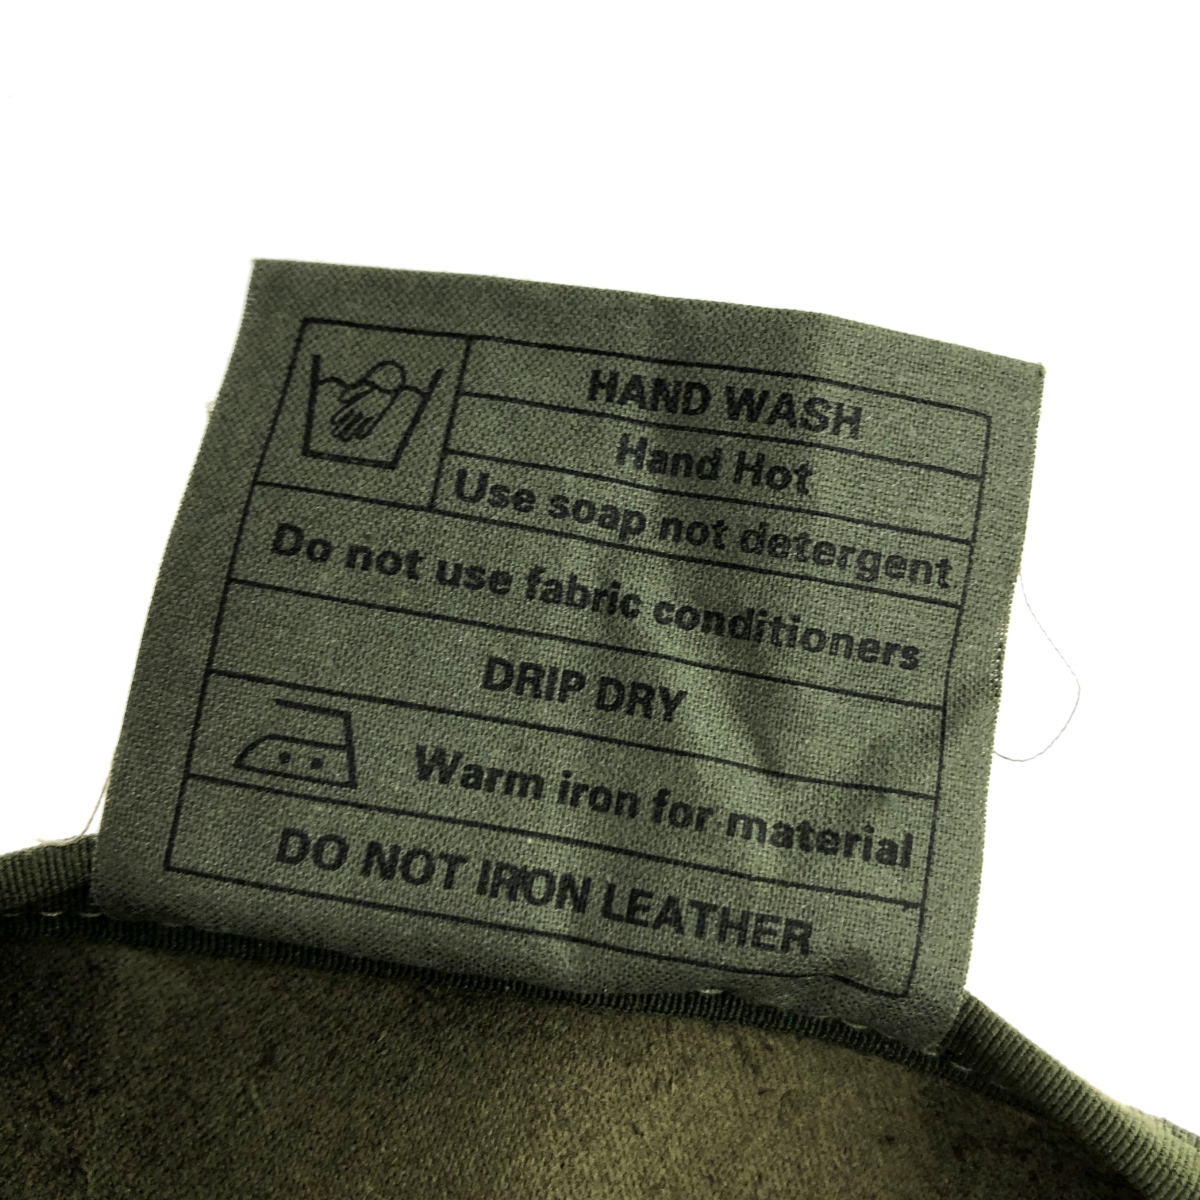 HAND WASH
Hand Hot
Use soap not detergent
Do not use fabric conditioners
DRIP DRY
Warm iron for material
DO NOT IRON LEATHER